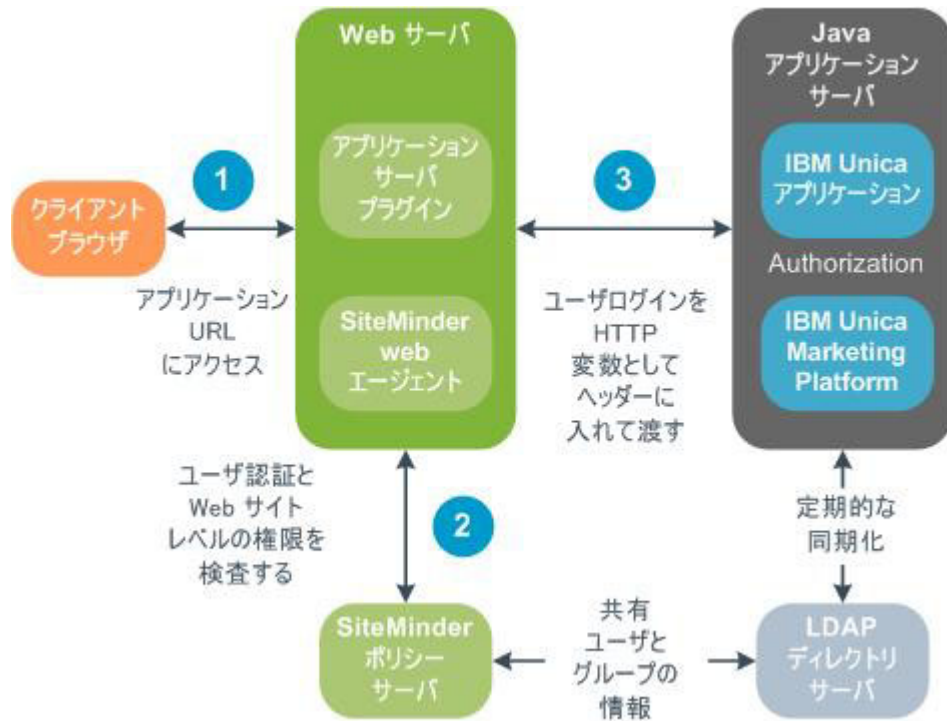 Web サーバ
アプリケーション
サーバ
プラグイン
SiteMinder
web
エージェント
Java
アプリケーション
サーバ
IBM Unica
アプリケーション
Authorization
IBM Unica
Marketing
Platform
1
クライアント
ブラウザ
アプリケーション
URL
にアクセス
3
ユーザログインを
HTTP
変数として
ヘッダーに
入れて渡す
ユーザ認証と
Web サイト
レベルの権限を
検査する
2
定期的な
同期化
SiteMinder
ポリシー
サーバ
共有
ユーザと
グループの
情報
LDAP
ディレクトリ
サーバ